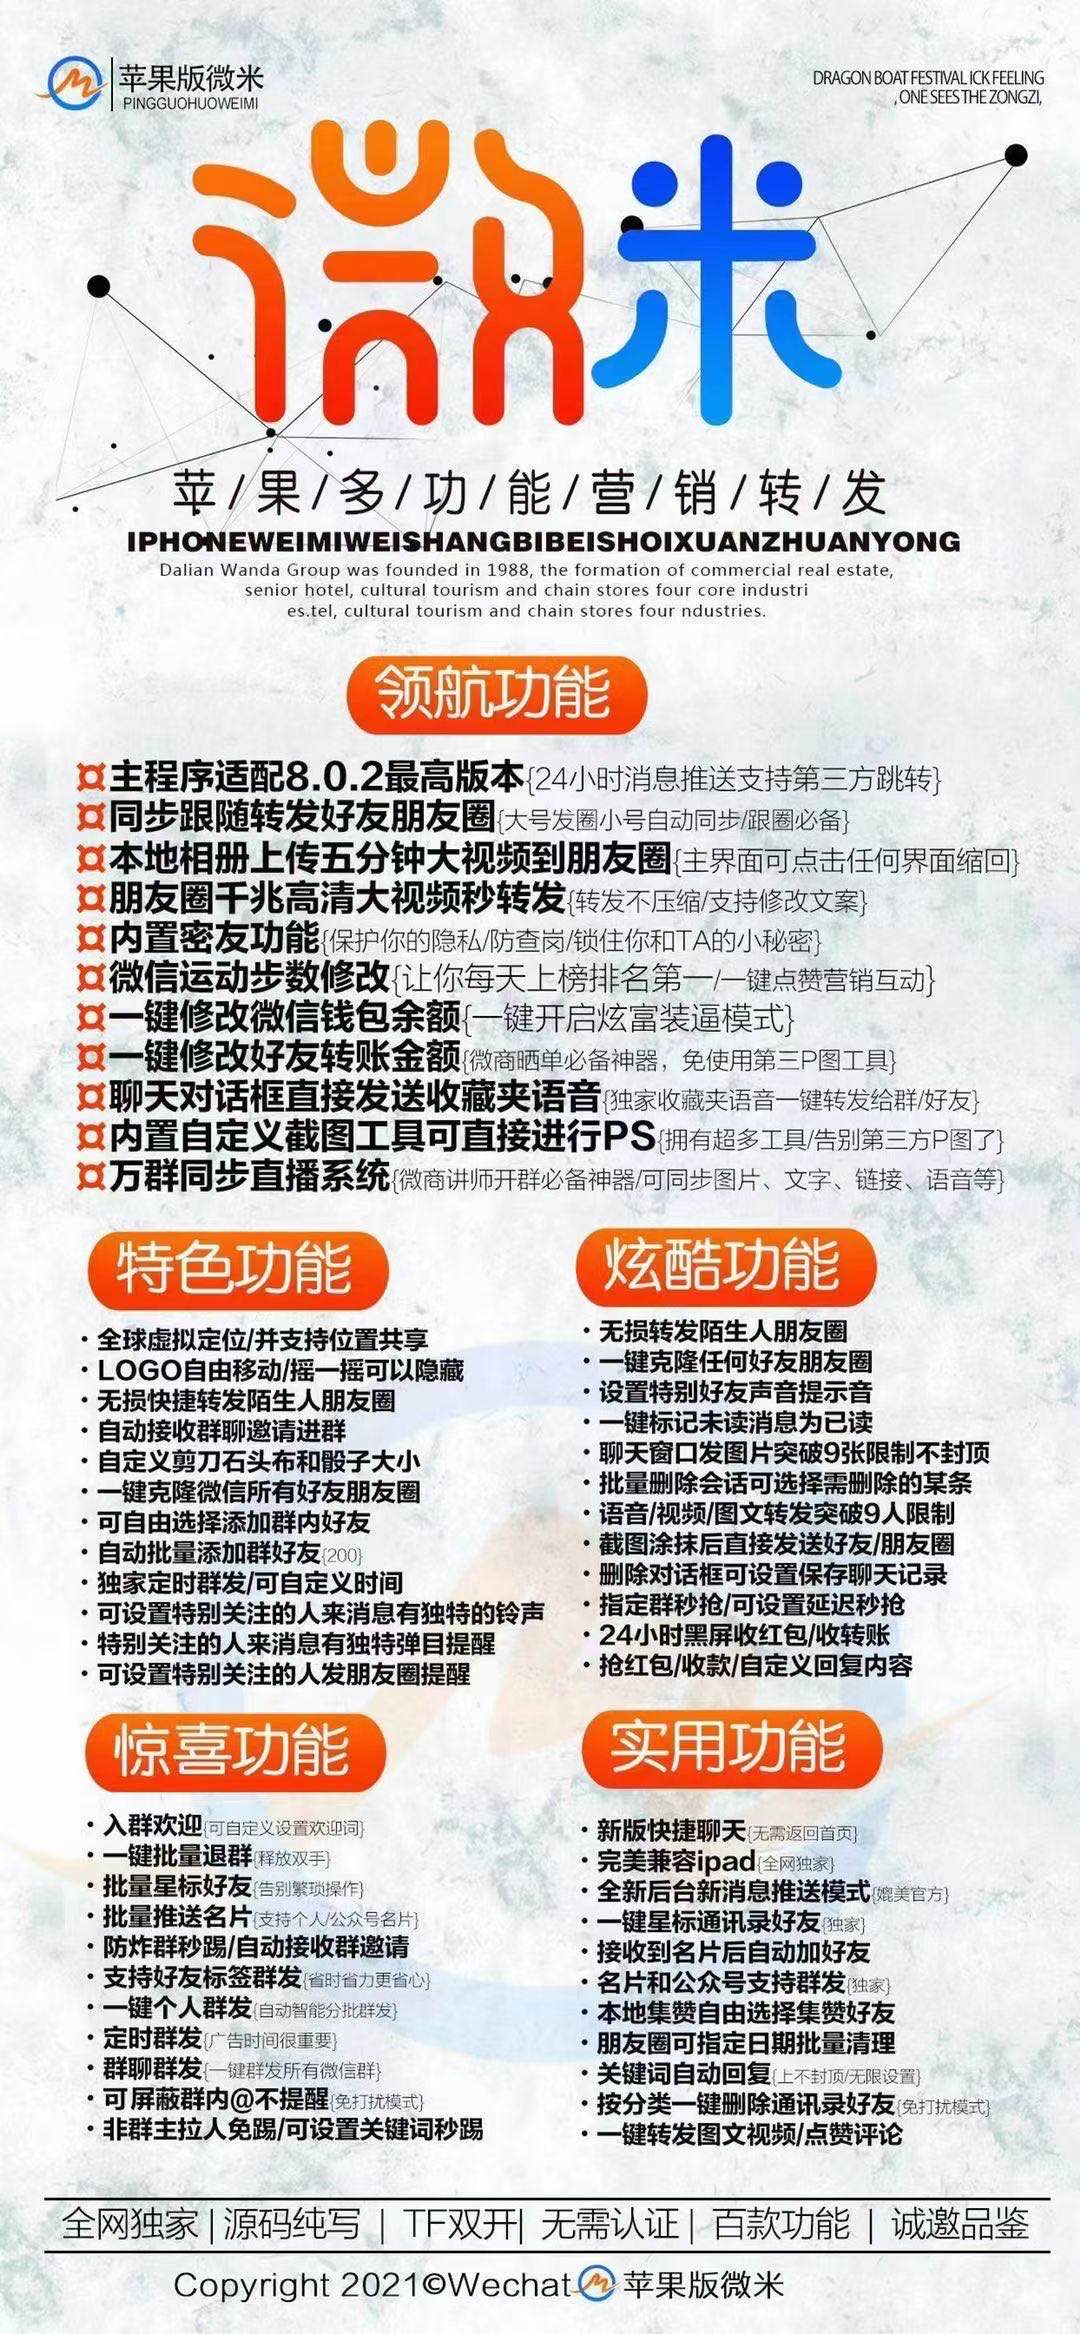 苹果版微米
PINGGUOHUOWEIMI
DRAGON BOAT FESTIVAL ICK FEELING
, ONE SEES THE ZONGZI,
微米
苹/果/多/功/能/营/销/转/发
IPHONEWEIMIWEISHANGBIBEISHOIXUANZHUANYONG
Dalian Wanda Group was founded in 1988, the formation of commercial real estate,
senior hotel, cultural tourism and chain stores four core industri
es.tel, cultural tourism and chain stores four ndustries.
领航功能
主程序适配8.0.2最高版本{24小时消息推送支持第三方跳转}
同步跟随转发好友朋友圈{大号发圈小号自动同步/跟圈必备}
本地相册上传五分钟大视频到朋友圈{主界面可点击任何界面缩回}
朋友圈千兆高清大视频秒转发{转发不压缩/支持修改文案}
内置密友功能{保护你的隐私/防查岗/锁住你和TA的小秘密}
微信运动步数修改{让你每天上榜排名第一/一键点赞营销互动}
一键修改微信钱包余额{一键开启炫富装逼模式}
一键修改好友转账金额{微商晒单必备神器，免使用第三P图工具}
聊天对话框直接发送收藏夹语音{独家收藏夹语音一键转发给群/好友}
内置自定义截图工具可直接进行PS{拥有超多工具/告别第三方P图了}
万群同步直播系统{微商讲师开群必备神器/可同步图片、文字、链接、语音等}
特色功能
·全球虚拟定位/并支持位置共享
·LOGO自由移动/摇一摇可以隐藏
·无损快捷转发陌生人朋友圈
·自动接收群聊邀请进群
·自定义剪刀石头布和骰子大小
·一键克隆微信所有好友朋友圈
·可自由选择添加群内好友
·自动批量添加群好友{200}
·独家定时群发/可自定义时间
·可设置特别关注的人来消息有独特的铃声
·特别关注的人来消息有独特弹目提醒
·可设置特别关注的人发朋友圈提醒
炫酷功能
·无损转发陌生人朋友圈
·一键克隆任何好友朋友圈
·设置特别好友声音提示音
·一键标记未读消息为已读
·聊天窗口发图片突破9张限制不封顶
·批量删除会话可选择需删除的某条
·语音/视频/图文转发突破9人限制
·截图涂抹后直接发送好友/朋友圈
·删除对话框可设置保存聊天记录
·指定群秒抢/可设置延迟秒抢
·24小时黑屏收红包/收转账
·抢红包/收款/自定义回复内容
惊喜功能
·入群欢迎{可自定义设置欢迎词}
·一键批量退群{释放双手}
·批量星标好友{告别繁琐操作}
·批量推送名片{支持个人/公众号名片}
·防炸群秒踢/自动接收群邀请
·支持好友标签群发{省时省力更省心}
·一键个人群发{自动智能分批群发}
·定时群发{广告时间很重要}
·群聊群发{一键群发所有微信群}
·可屏蔽群内@不提醒{免打扰模式}
·非群主拉人免踢/可设置关键词秒踢
实用功能
·新版快捷聊天{无需返回首页}
·完美兼容ipad{全网独家}
·全新后台新消息推送模式{媲美官方}
·一键星标通讯录好友{独家}
·接收到名片后自动加好友
·名片和公众号支持群发{独家}
·本地集赞自由选择集赞好友
·朋友圈可指定日期批量清理
·关键词自动回复{上不封顶/无限设置}
·按分类一键删除通讯录好友{免打扰模式}
·一键转发图文视频/点赞评论
全网独家|源码纯写|TF双开|无需认证|百款功能|诚邀品鉴
Copyright 2021©Wechat 苹果版微米